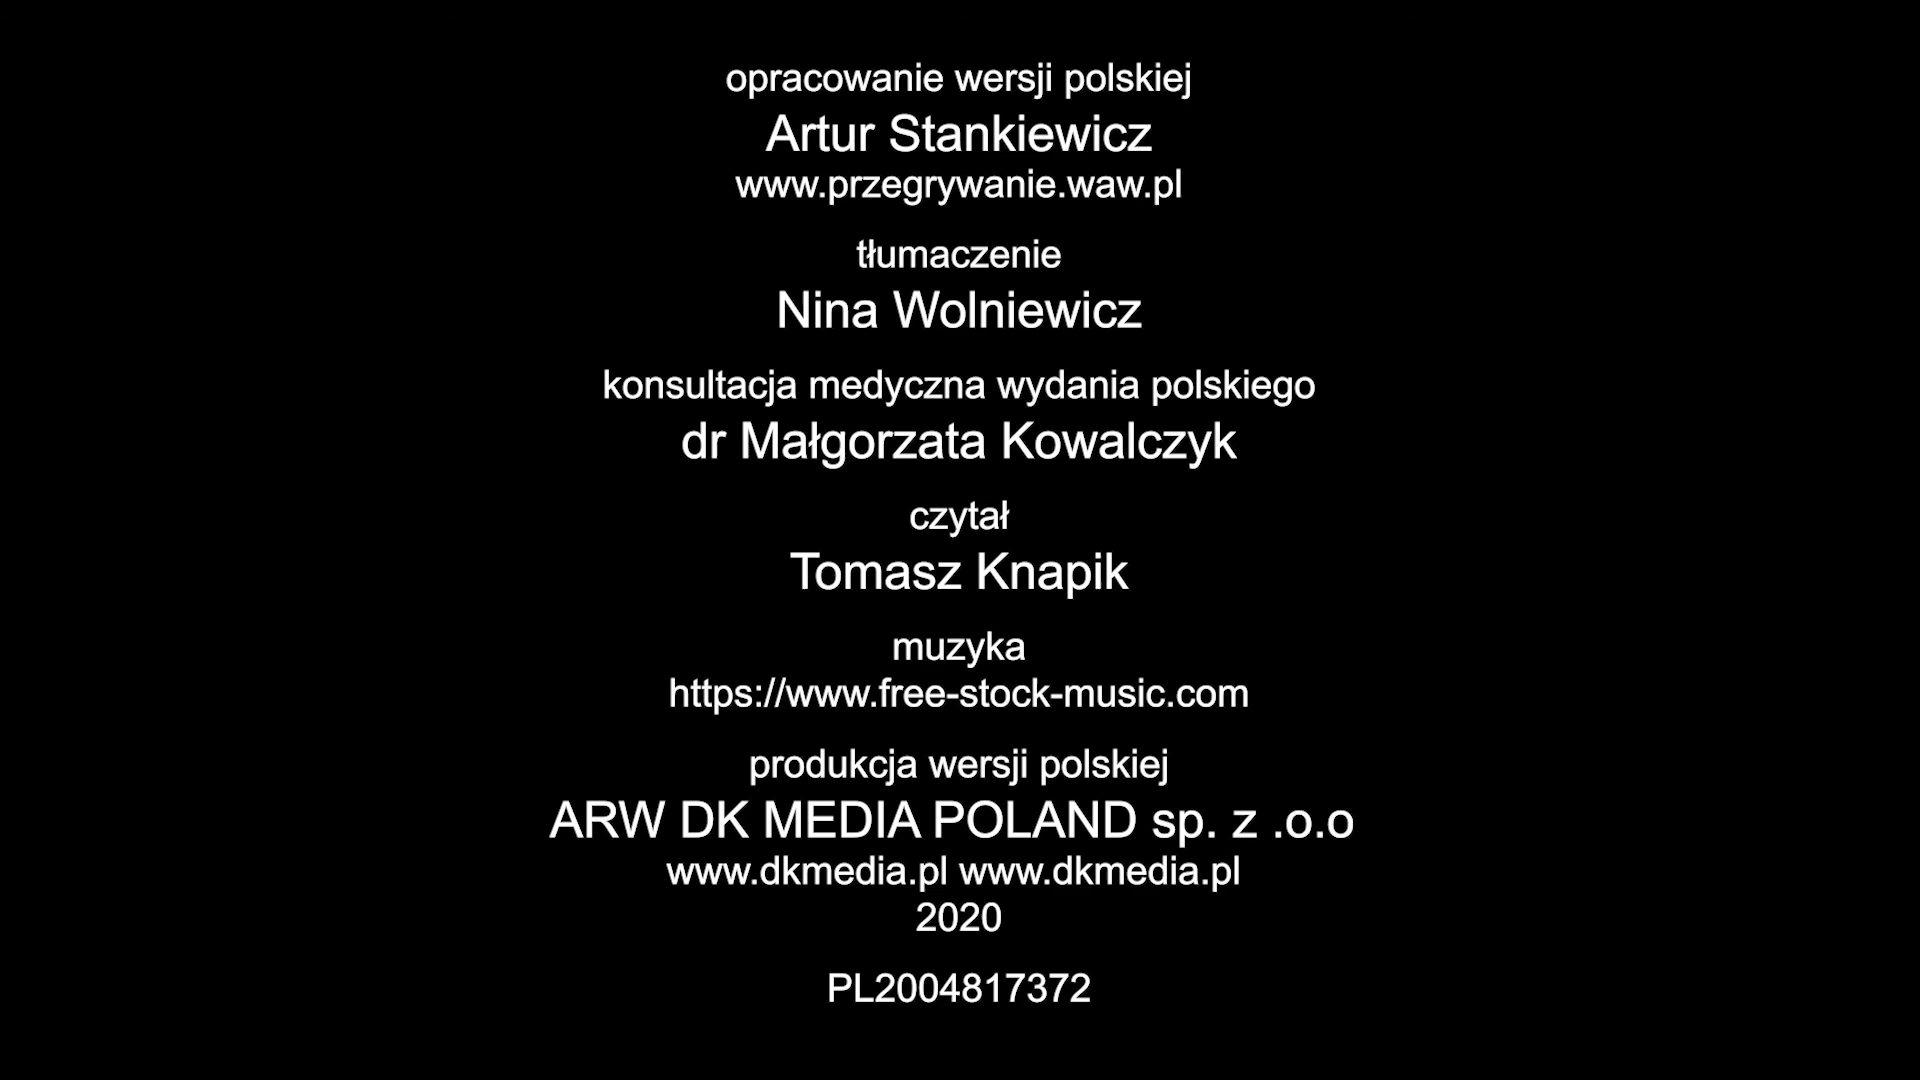 opracowanie wersji polskiej
Artur Stankiewicz
www.przegrywanie.waw.pl
tłumaczenie
Nina Wolniewicz
konsultacja medyczna wydania polskiego
dr Małgorzata Kowalczyk
czytał
Tomasz Knapik
muzyka
https://www.free-stock-music.com
produkcja wersji polskiej
ARW DK MEDIA POLAND sp. z .o.o
www.dkmedia.pl www.dkmedia.pl
2020
PL2004817372